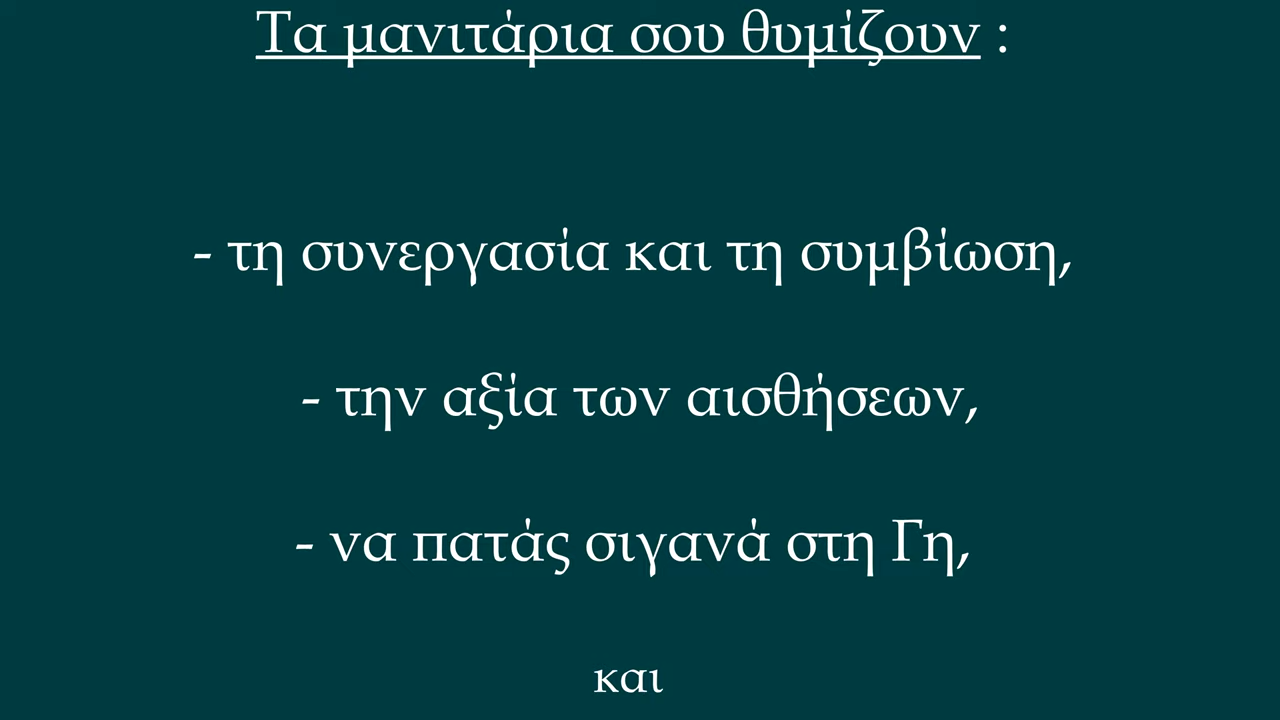 Τα μανιτάρια σου θυμίζουν :
- τη συνεργασία και τη συμβίωση,
- την αξία των αισθήσεων,
- να πατάς σιγανά στη Γη,
και